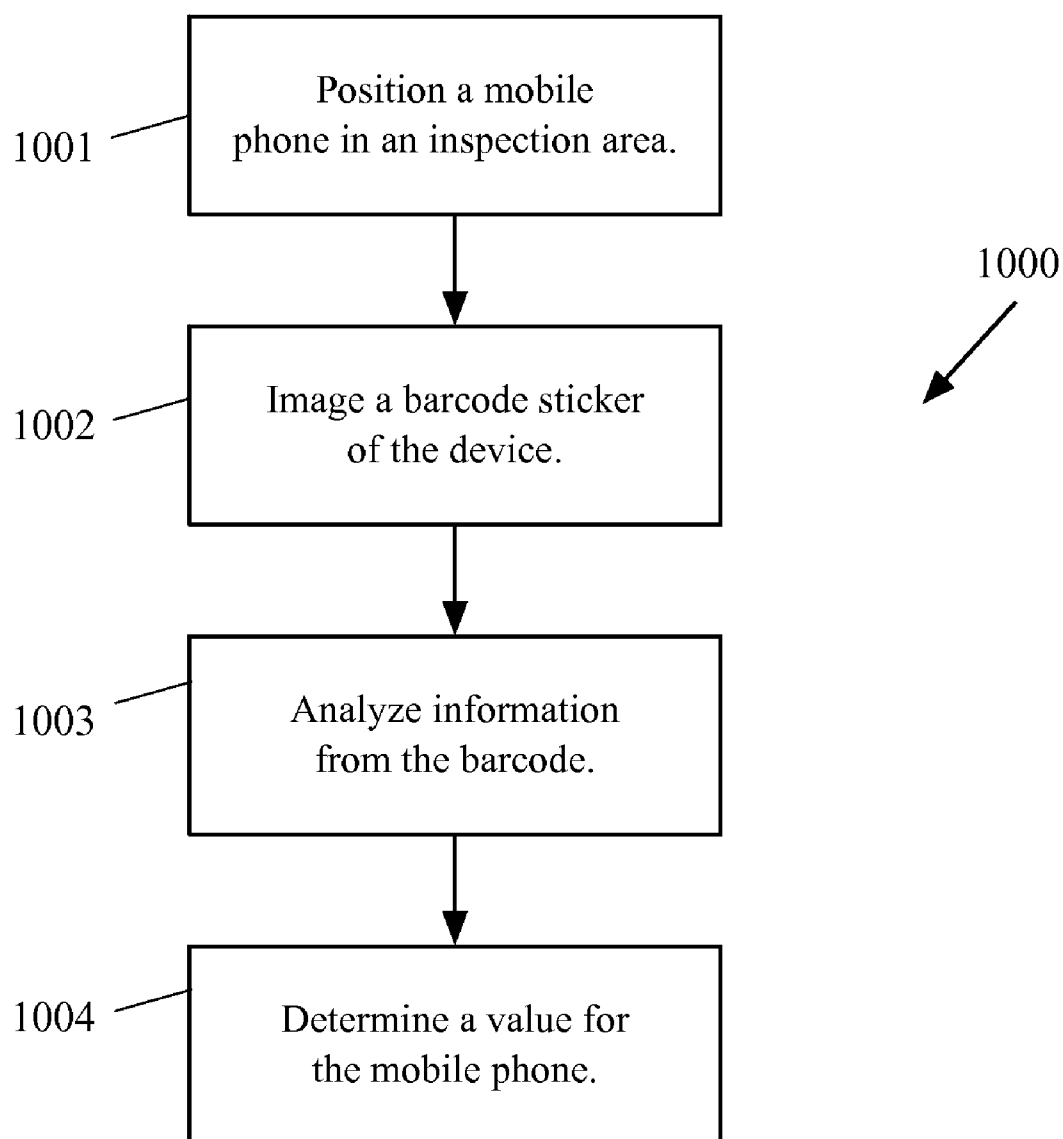 Position a mobile
phone in an inspection area.
1001
1000
Image a barcode sticker
of the device.
1002
Analyze information
from the barcode.
1003
Determine a value for
the mobile phone.
1004